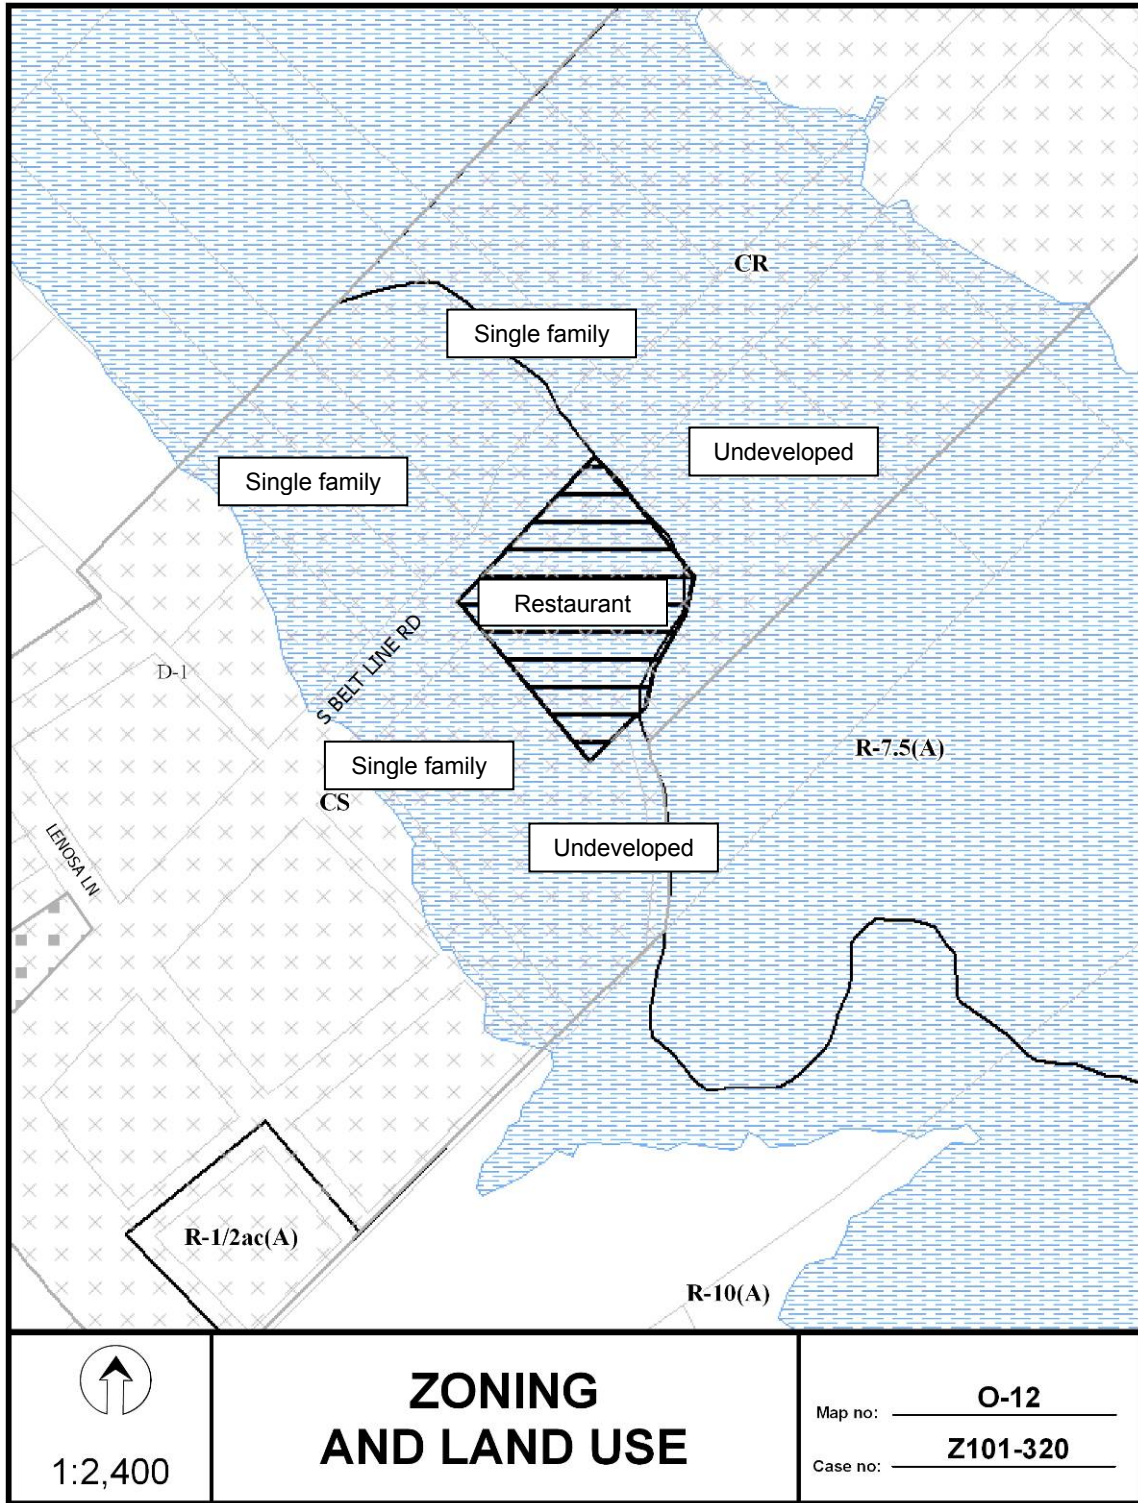 CR
Single family
Undeveloped
Single family
Restaurant
S BELT LINE RD
D-1
R-7.5(A)
Single family
CS
Undeveloped
LENOSA LN
R-1/2ac(A)
R-10(A)
1:2,400
ZONING
AND LAND USE
Map no: O-12
Case no: Z101-320